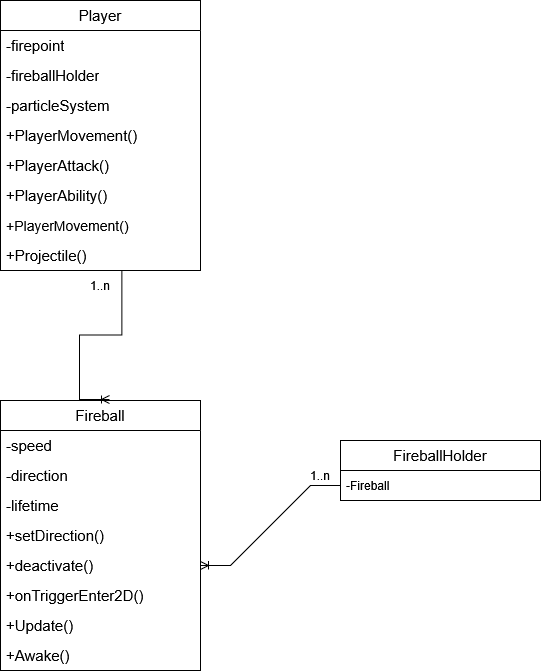 Player
-firepoint
-fireballHolder
-particleSystem
+PlayerMovement()
+PlayerAttack()
+PlayerAbility()
+PlayerMovement()
+Projectile()
1..n
Fireball
-speed
-direction
-lifetime
+setDirection()
+deactivate()
+onTriggerEnter2D()
+Update()
+Awake()
FireballHolder
-Fireball
1..n